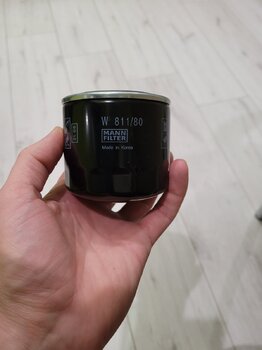 W 811/80
MANN
FILTER
Made in Korea